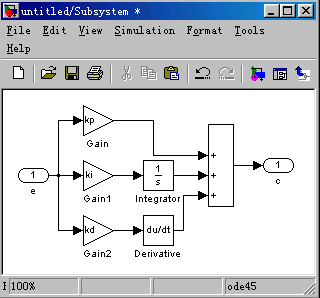 untitled/Subsystem *
File Edit View Simulation Format Tools
Help
kp
Gain
+
1
e
ki
Gain1
1
s
Integrator
+
1
c
kd
Gain2
du/dt
Derivative
+
100%
ode45